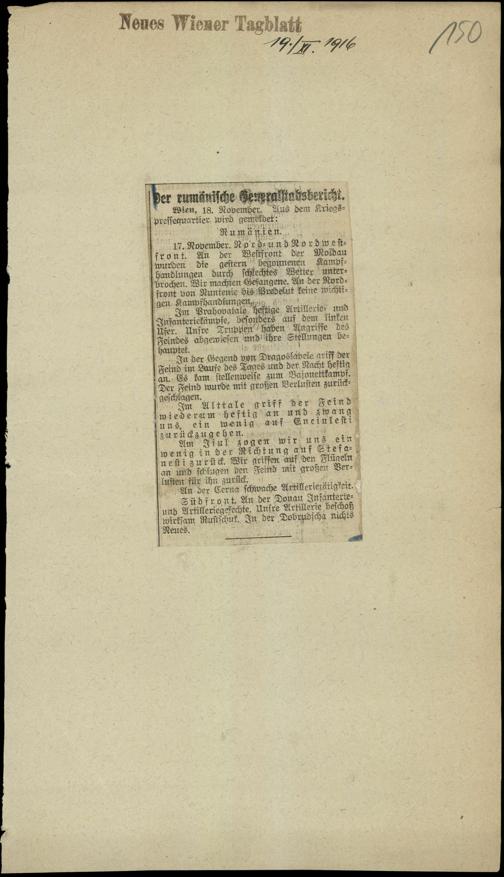 Neues Wiener Tagblatt
19./XI. 1916
150
Der rumänische Generalstabsbericht.
Wien, 18. November. Aus dem Kriegs-
pressequartier wird gemeldet:
Rumänien.
17. November. Nord- und Nordwest-
front. An der Westfront der Moldau
wurden die gestern begonnenen Kampf-
handlungen durch schlechtes Wetter unter-
brochen. Wir machten Gefangene. An der Nord-
front von Muntenie bis Bradelut keine wichti-
gen Kampfhandlungen.
Im Prahovatale heftige Artillerie- und
Infanteriekämpfe, besonders auf dem linken
Ufer. Unsre Truppen haben Angriffe des
Feindes abgewiesen und ihre Stellungen be-
hauptet.
In der Gegend von Dragoslavele griff der
Feind im Laufe des Tages und der Nacht heftig
an. Es kam stellenweise zum Bajonettkampf.
Der Feind wurde mit großen Verlusten zurück-
geschlagen.
Im Alttale griff der Feind
wiederum heftig an und zwang
uns, ein wenig auf Enciulesti
zurückzugehen.
Am Jiul zogen wir uns ein
wenig in der Richtung auf Stefa-
nesti zurück. Wir griffen auf den Flügeln
an und schlugen den Feind mit großen Ver-
lusten für ihn zurück.
An der Cerna schwache Artillerietätigkeit.
Südfront. An der Donau Infanterie-
und Artilleriegefechte. Unsre Artillerie beschoß
wirksam Rustschuk. In der Dobrudscha nichts
Neues.